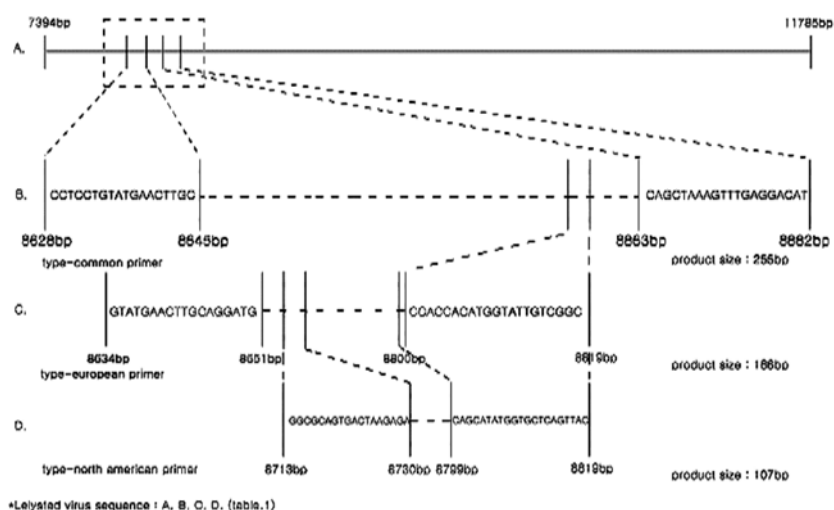 7394bp 11785bp
A.
B. CCTCCTGTATGAACTTGC CAGCTAAAGTTTGAGGACAT
8628bp 8645bp 8863bp 8882bp
type-common primer product size : 255bp
C. GTATGAACTTGCAGGATG CCACCACATGGTATTGTCGGC
8634bp 8651bp 8800bp 8819bp
type-european primer product size : 186bp
D. GGCGCAGTGACTAAGAGA CAGCATATGGTGCTCAGTTAC
8713bp 8730bp 8799bp 8819bp
type-north american primer product size : 107bp
*Lelysted virus sequence : A, B, C, D, (table.1)